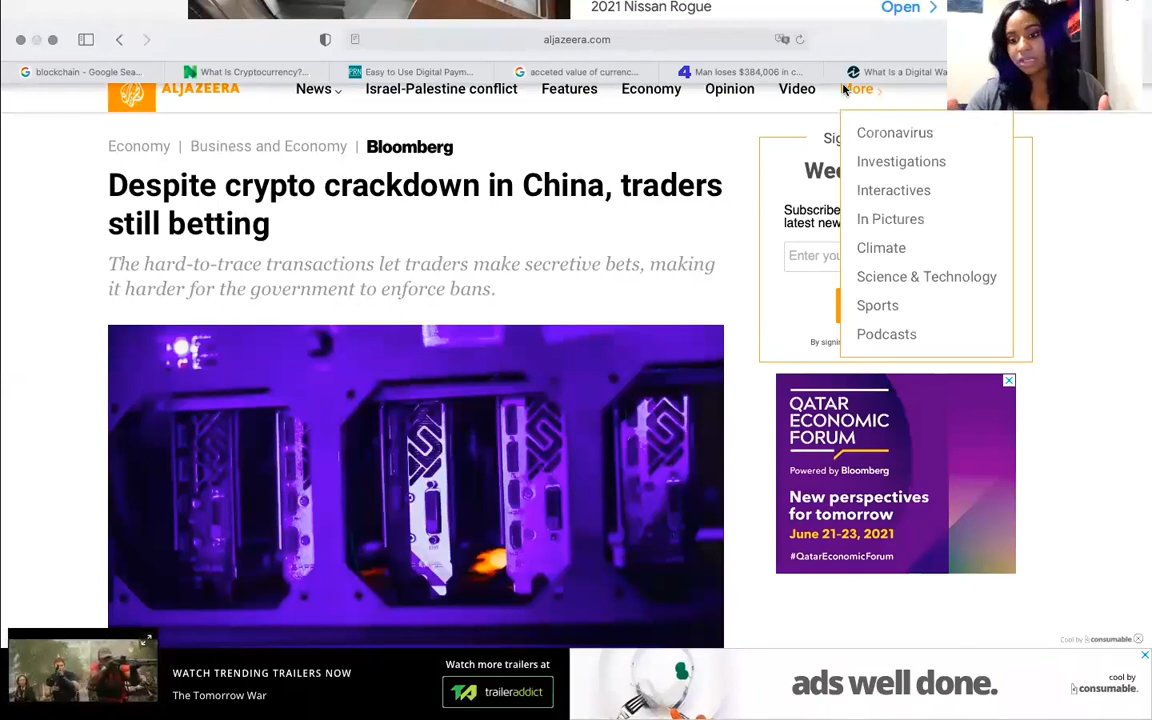 2021 Nissan Rogue
Open
aljazeera.com
blockchain - Google Sea...
What Is Cryptocurrency?...
Easy to Use Digital Paym...
acceted value of currenc...
Man loses $384,006 in c...
What Is a Digital Wa
ALJAZEERA
News
Israel-Palestine conflict
Features
Economy
Opinion
Video
More
Coronavirus
Investigations
Interactives
In Pictures
Climate
Science & Technology
Sports
Podcasts
Economy | Business and Economy | Bloomberg
Despite crypto crackdown in China, traders
still betting
The hard-to-trace transactions let traders make secretive bets, making
it harder for the government to enforce bans.
Subscribe
latest new
By signi
QATAR
ECONOMIC
FORUM
Powered by Bloomberg
New perspectives
for tomorrow
June 21-23, 2021
#QatarEconomicForum
Cool by consumable
WATCH TRENDING TRAILERS NOW
The Tomorrow War
Watch more trailers at
TA traileraddict
ads well done.
cool by
consumable.